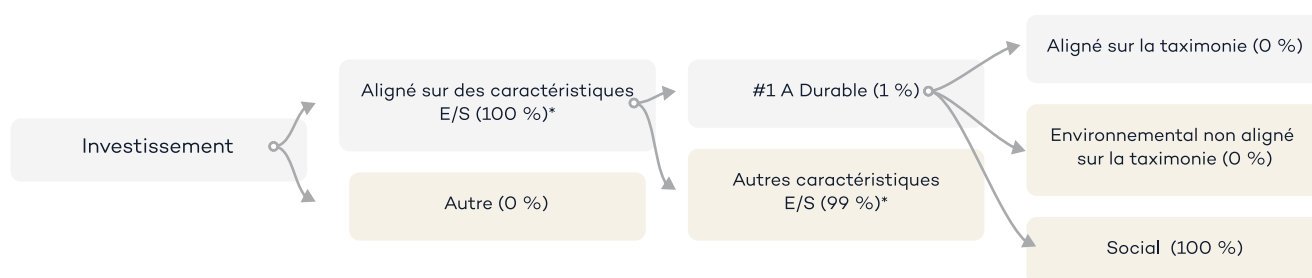 Investissement
Aligné sur des caractéristiques
E/S (100 %)*
Autre (0 %)
#1 A Durable (1 %)
Autres caractéristiques
E/S (99 %)*
Aligné sur la taximonie (0 %)
Environnemental non aligné
sur la taximonie (0 %)
Social (100 %)